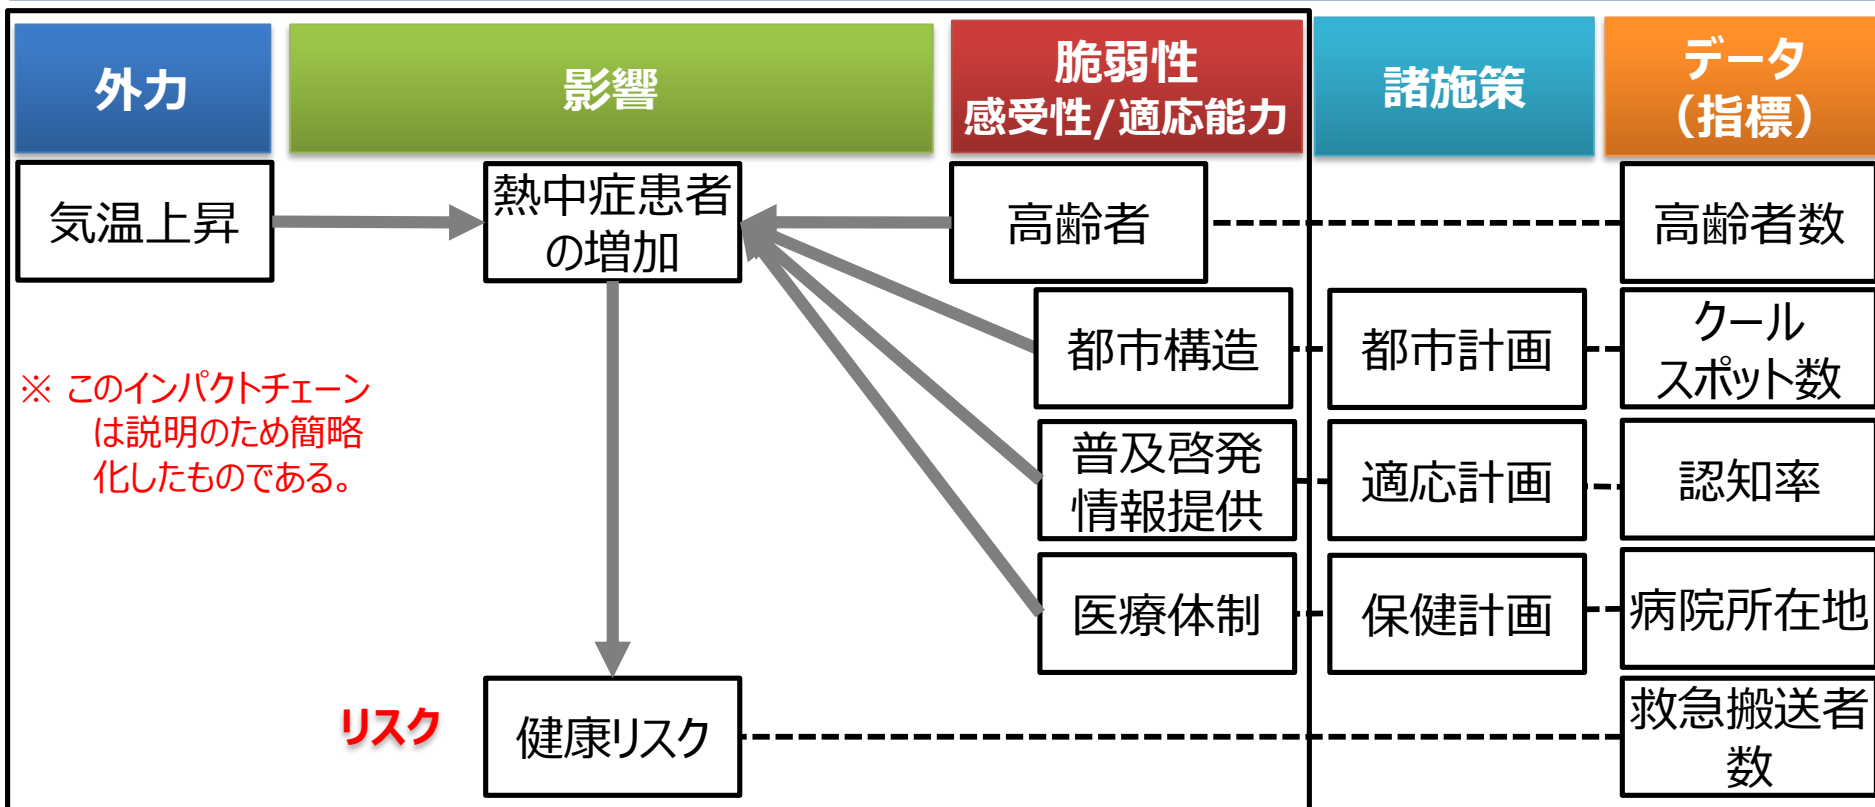 外力
影響
脆弱性
感受性/適応能力
諸施策
データ
（指標）
気温上昇
熱中症患者
の増加
高齢者
高齢者数
都市構造
都市計画
クール
スポット数
※ このインパクトチェーン
は説明のため簡略
化したものである。
普及啓発
情報提供
適応計画
認知率
医療体制
保健計画
病院所在地
リスク
健康リスク
救急搬送者
数